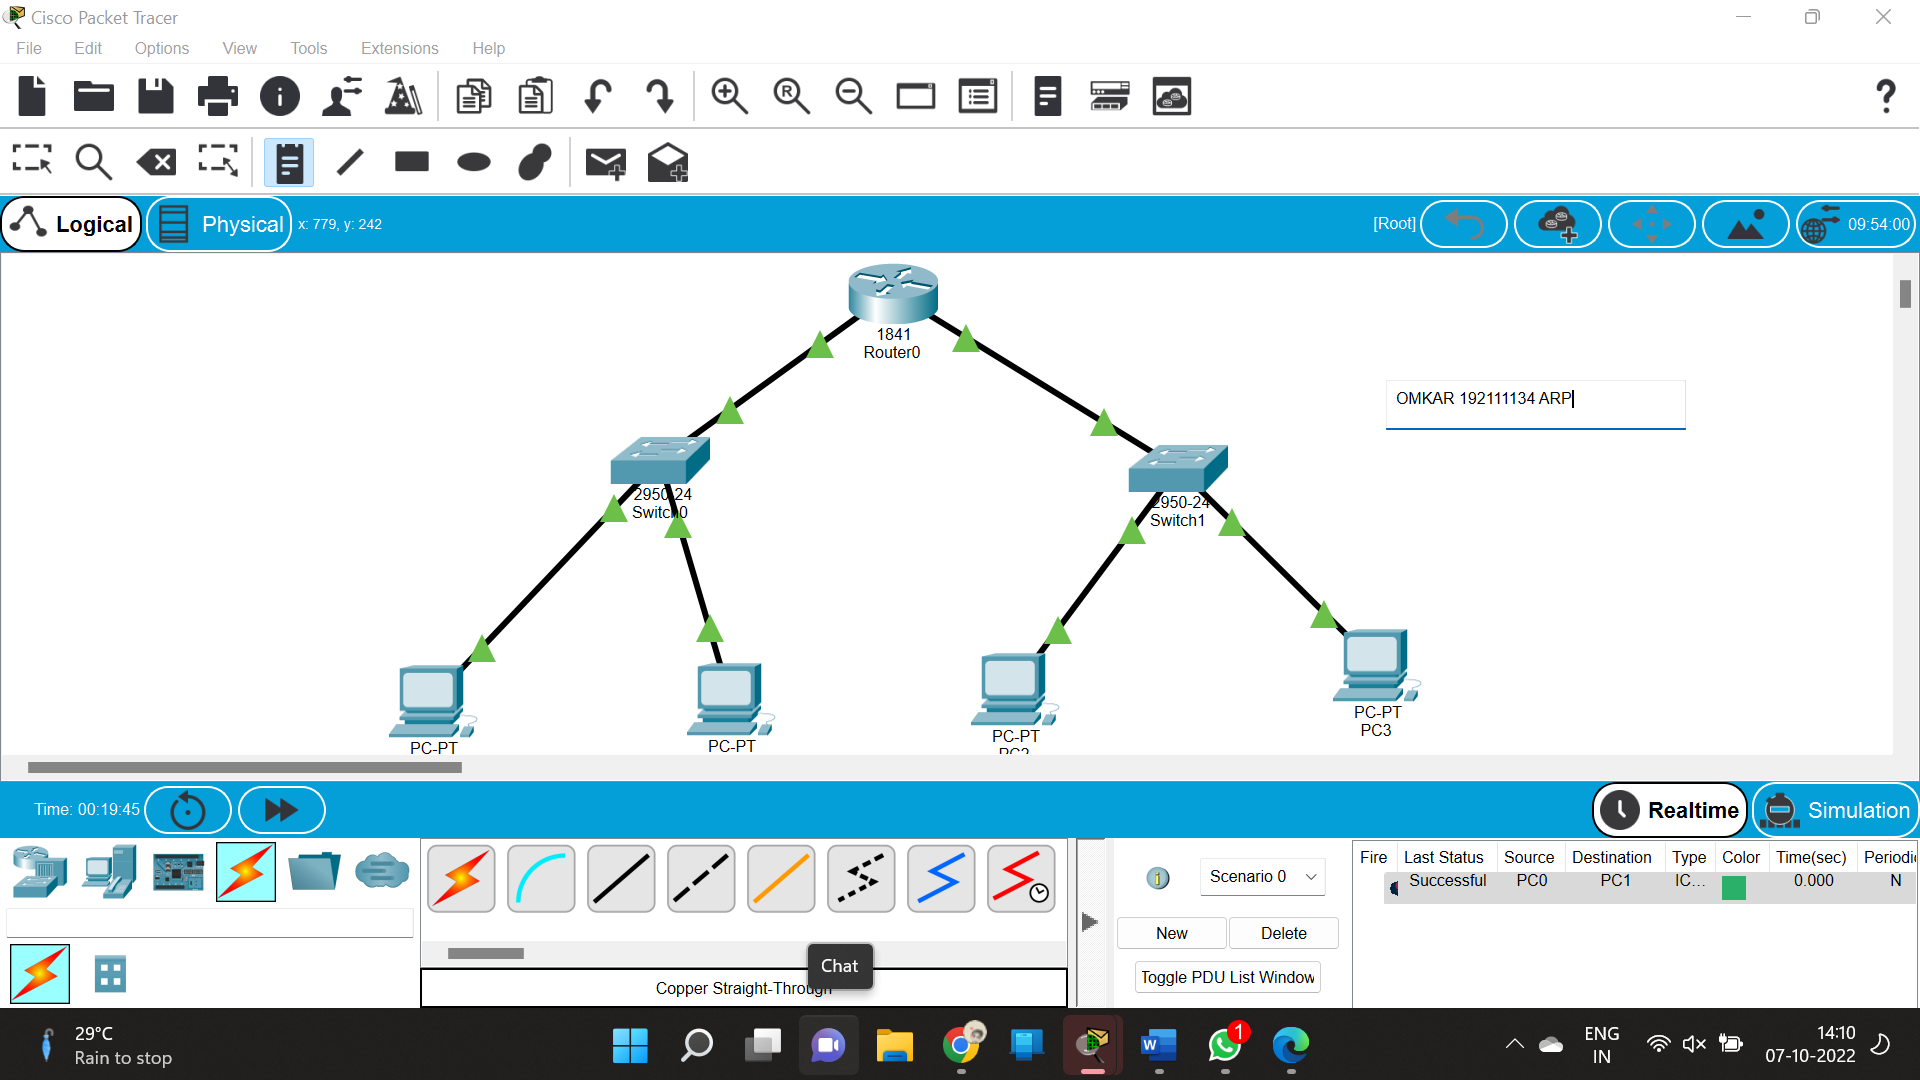 Cisco Packet Tracer
File Edit Options View Tools Extensions Help
Logical Physical x: 779, y: 242 [Root] 09:54:00
1841
Router0
OMKAR 192111134 ARP
2950-24
Switch0
2950-24
Switch1
PC-PT
PC-PT
PC-PT
PC2
PC-PT
PC3
Time: 00:19:45 Realtime Simulation
Scenario 0
New Delete
Toggle PDU List Window
Fire Last Status Source Destination Type Color Time(sec) Periodic
Successful PC0 PC1 IC... 0.000 N
Chat
Copper Straight-Through
29°C
Rain to stop
1
ENG
IN
14:10
07-10-2022